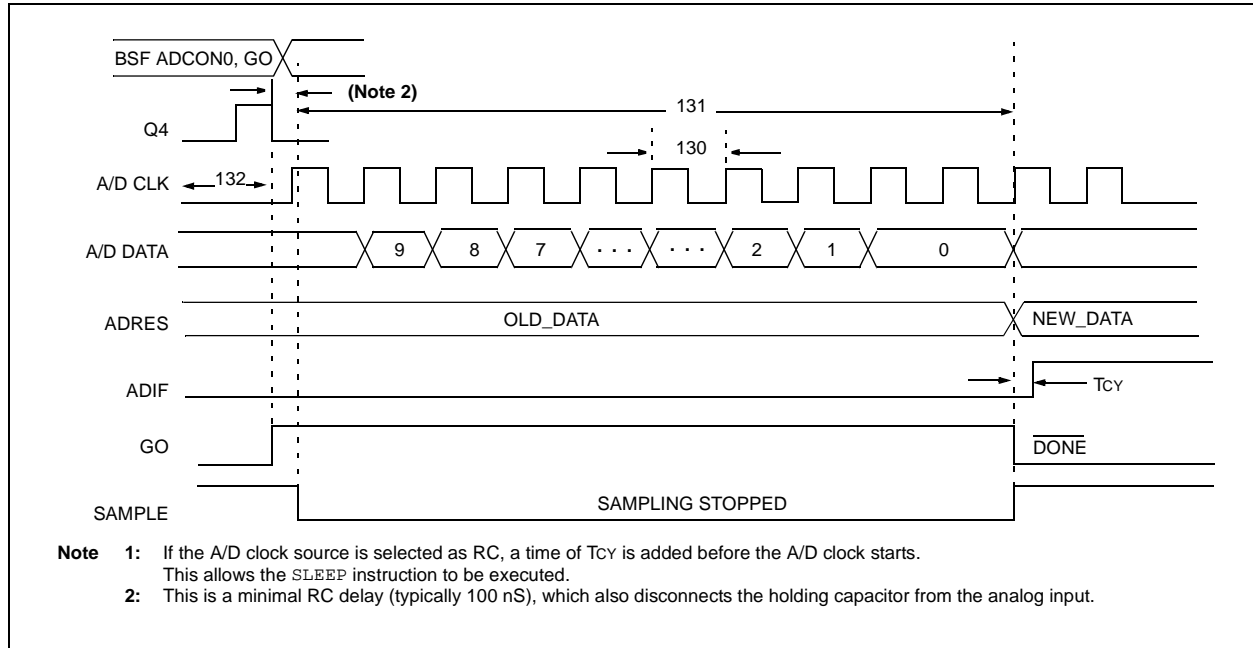 BSF ADCON0, GO
(Note 2)
131
Q4
130
A/D CLK
132
A/D DATA
9 8 7 . . . . . . 2 1 0
ADRES
OLD_DATA
NEW_DATA
ADIF
TCY
GO
DONE
SAMPLE
SAMPLING STOPPED
Note 1: If the A/D clock source is selected as RC, a time of TCY is added before the A/D clock starts.
This allows the SLEEP instruction to be executed.
2: This is a minimal RC delay (typically 100 nS), which also disconnects the holding capacitor from the analog input.